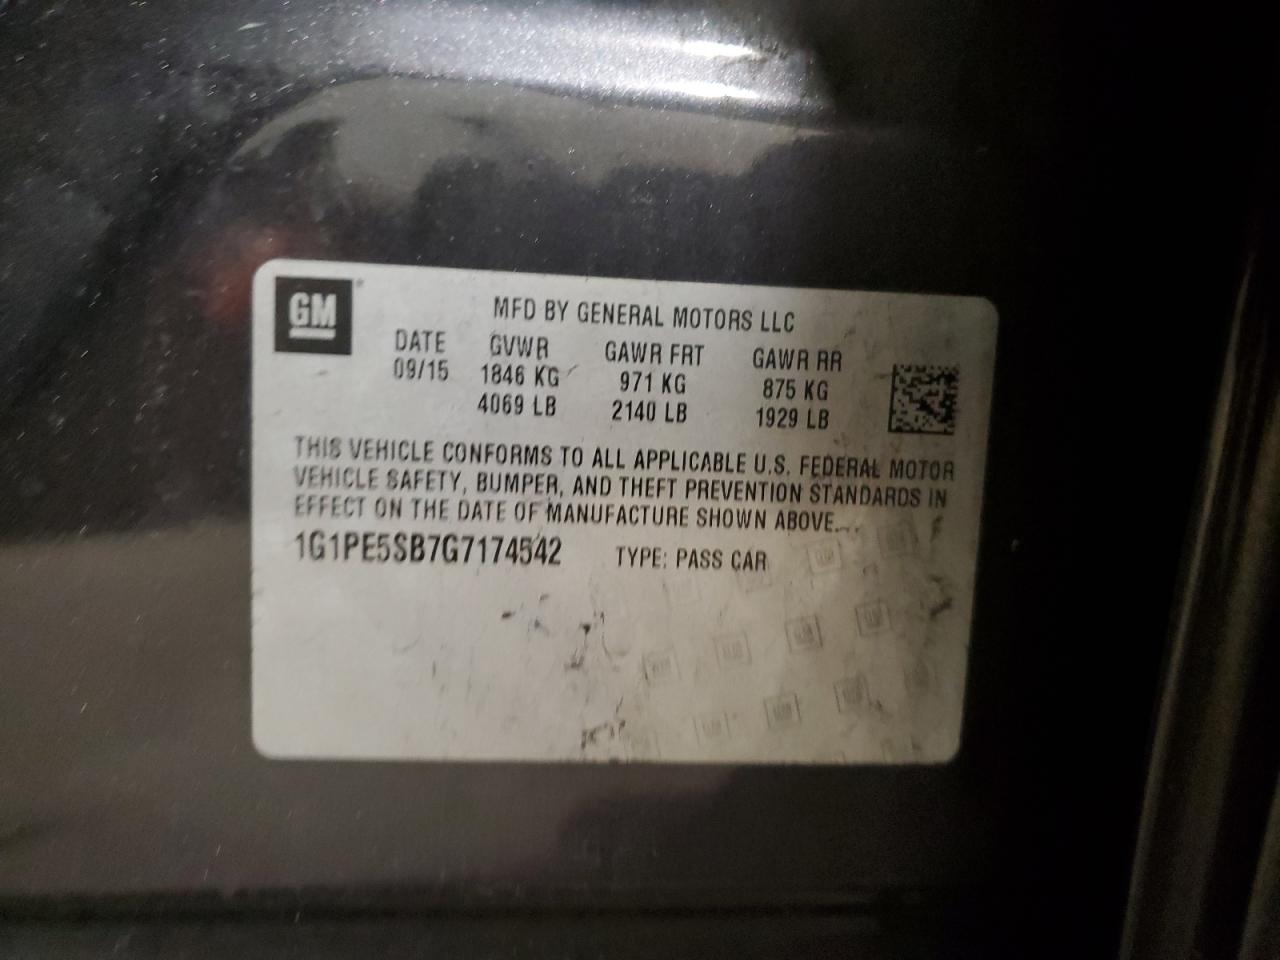 GM
MFD BY GENERAL MOTORS LLC
DATE GVWR GAWR FRT GAWR RR
09/15 1846 KG 971 KG 875 KG
4069 LB 2140 LB 1929 LB
THIS VEHICLE CONFORMS TO ALL APPLICABLE U.S. FEDERAL MOTOR
VEHICLE SAFETY, BUMPER, AND THEFT PREVENTION STANDARDS IN
EFFECT ON THE DATE OF MANUFACTURE SHOWN ABOVE.
1G1PE5SB7G7174542 TYPE: PASS CAR